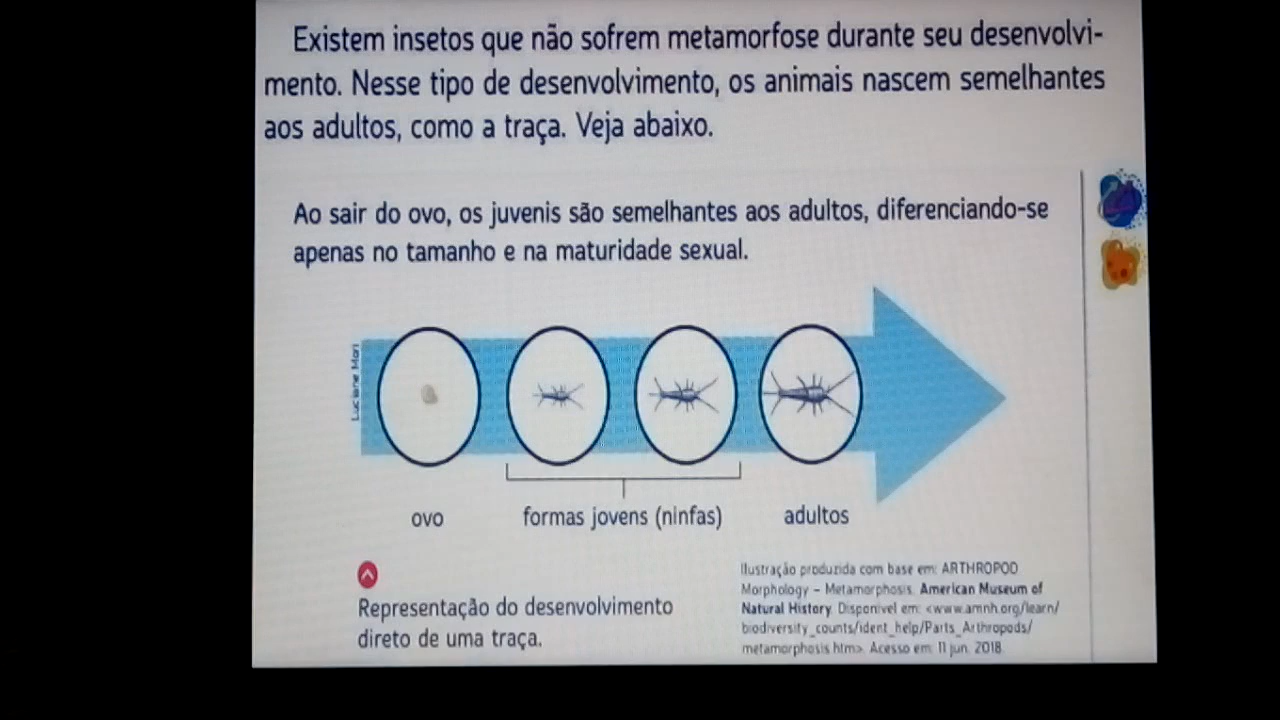 Existem insetos que não sofrem metamorfose durante seu desenvolvi-
mento. Nesse tipo de desenvolvimento, os animais nascem semelhantes
aos adultos, como a traça. Veja abaixo.
Ao sair do ovo, os juvenis são semelhantes aos adultos, diferenciando-se
apenas no tamanho e na maturidade sexual.
Luciane Mori
ovo
formas jovens (ninfas)
adultos
Representação do desenvolvimento
direto de uma traça.
Ilustração produzida com base em: ARTHROPOD
Morphology – Metamorphosis. American Museum of
Natural History. Disponível em: <www.amnh.org/learn/
biodiversity_counts/ident_help/Parts_Arthropods/
metamorphosis.htm>. Acesso em: 11 jun. 2018.